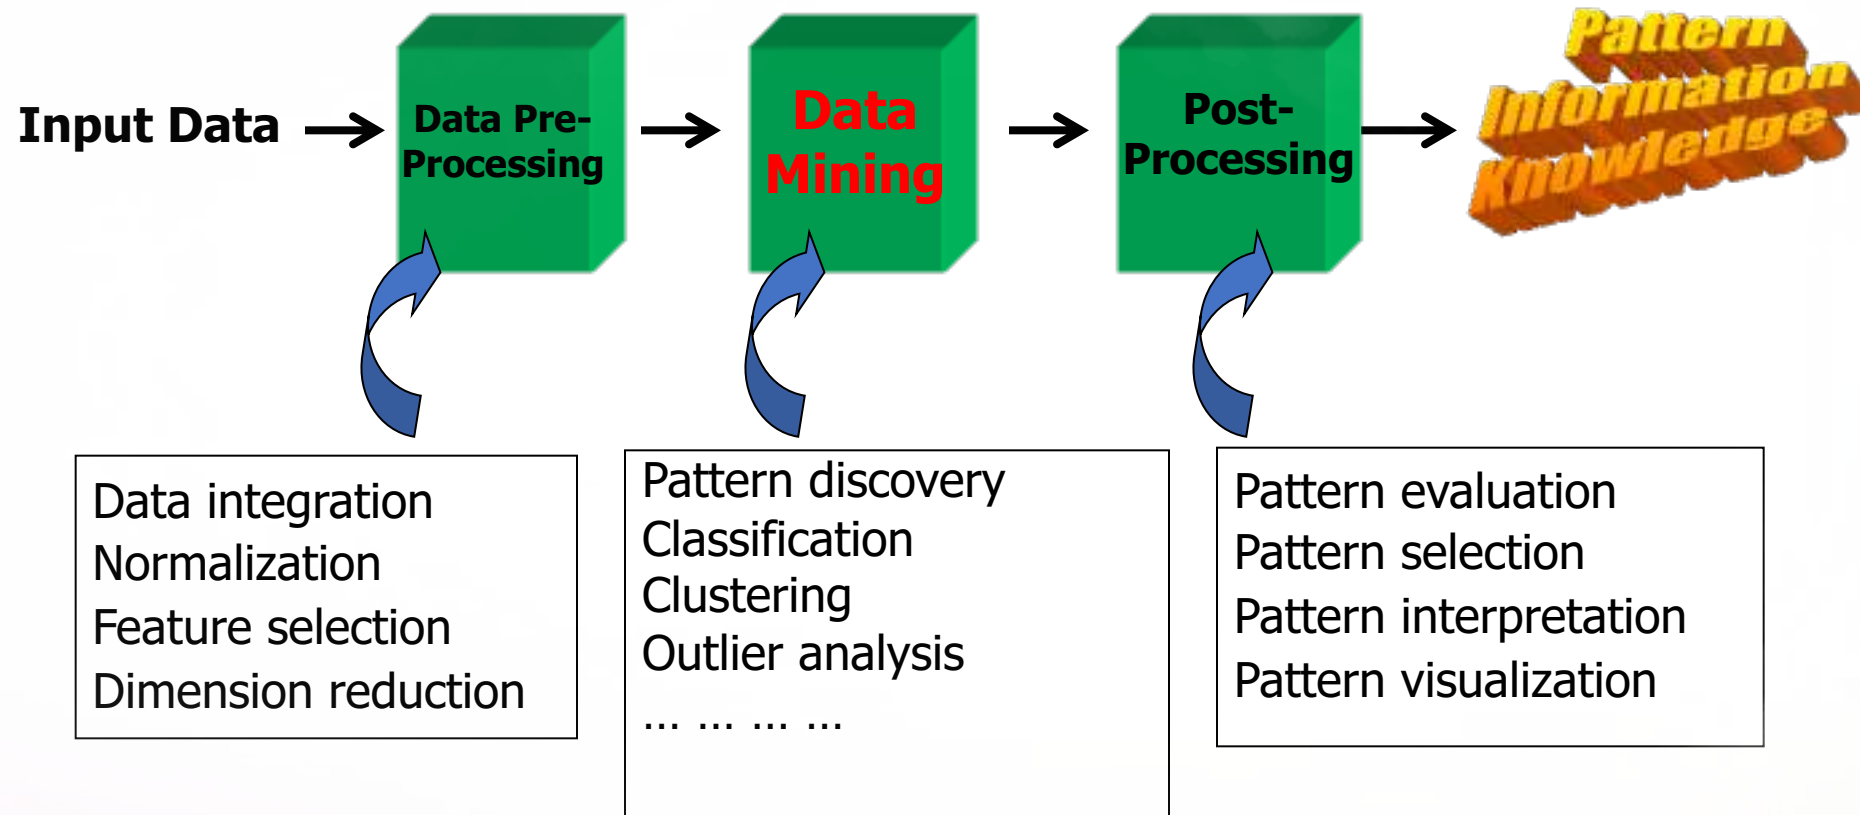 Input Data
Data Pre-
Processing
Data
Mining
Post-
Processing
Pattern
Information
Knowledge
Data integration
Normalization
Feature selection
Dimension reduction
Pattern discovery
Classification
Clustering
Outlier analysis
… … … …
Pattern evaluation
Pattern selection
Pattern interpretation
Pattern visualization